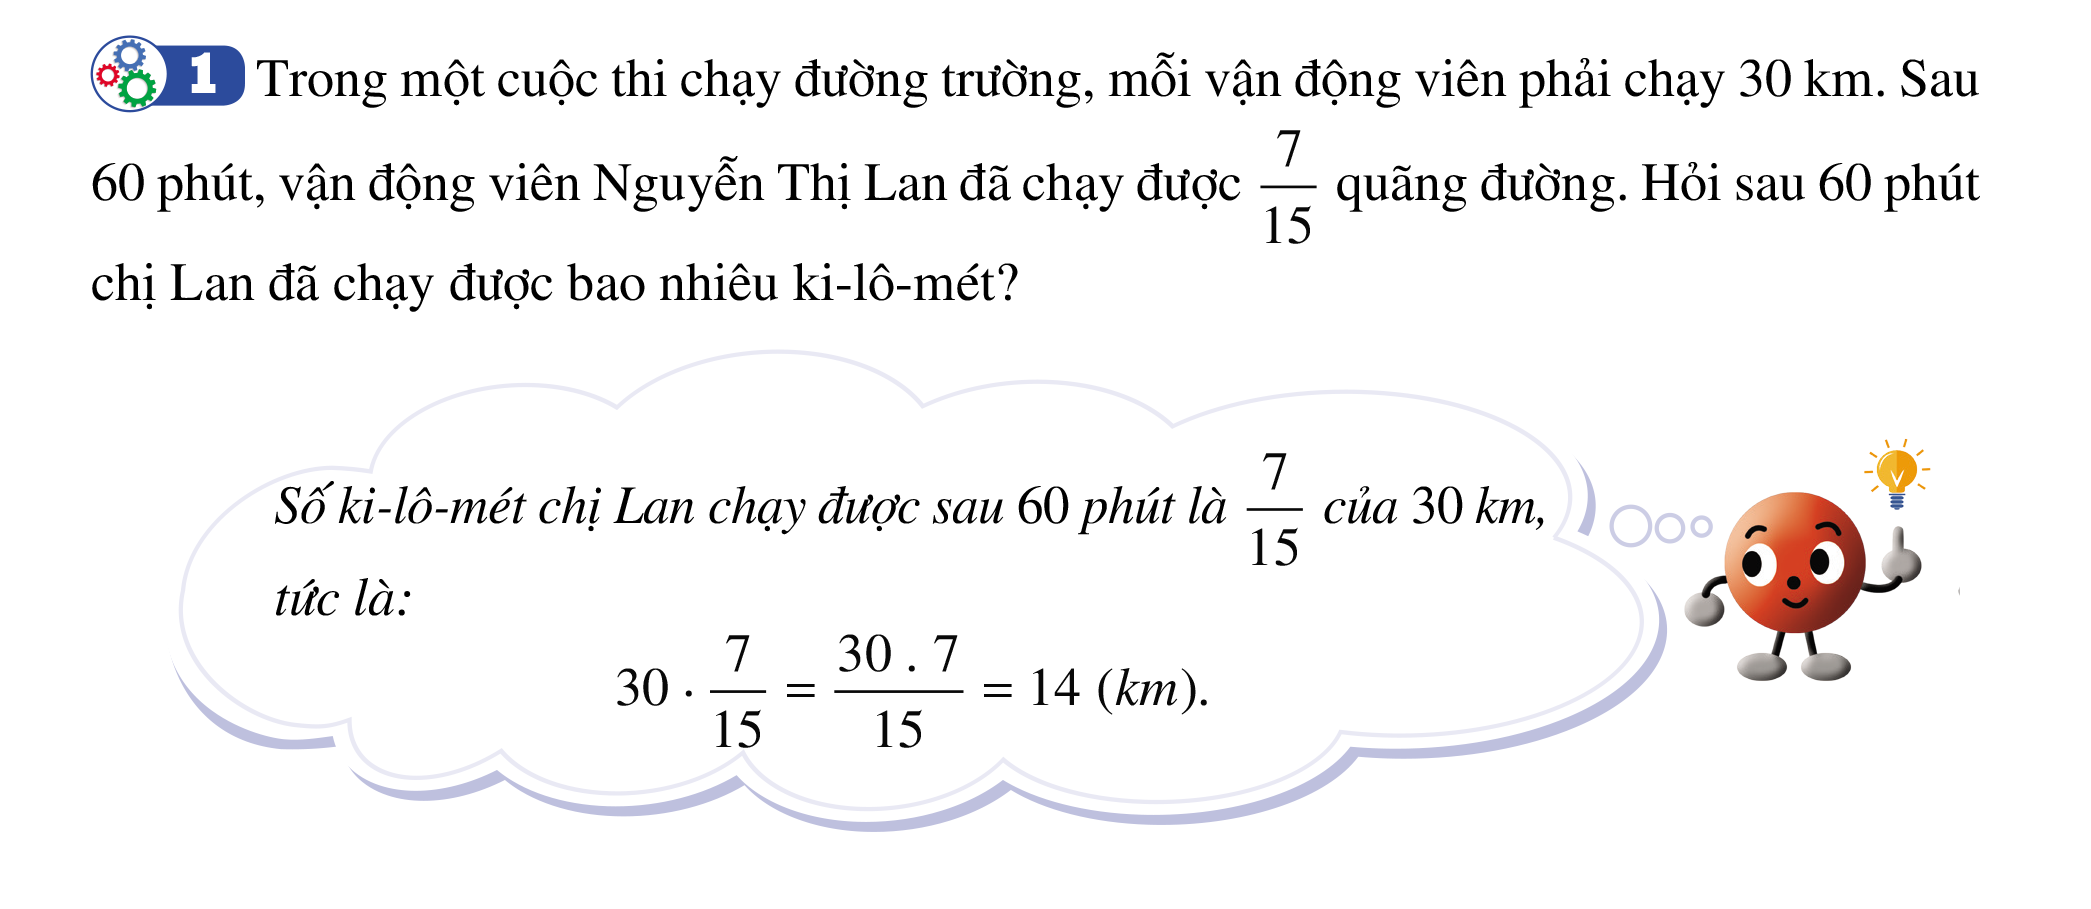 1 Trong một cuộc thi chạy đường trường, mỗi vận động viên phải chạy 30 km. Sau
60 phút, vận động viên Nguyễn Thị Lan đã chạy được 7/15 quãng đường. Hỏi sau 60 phút
chị Lan đã chạy được bao nhiêu ki-lô-mét?
Số ki-lô-mét chị Lan chạy được sau 60 phút là 7/15 của 30 km,
tức là:
30 · 7/15 = 30 . 7/15 = 14 (km).